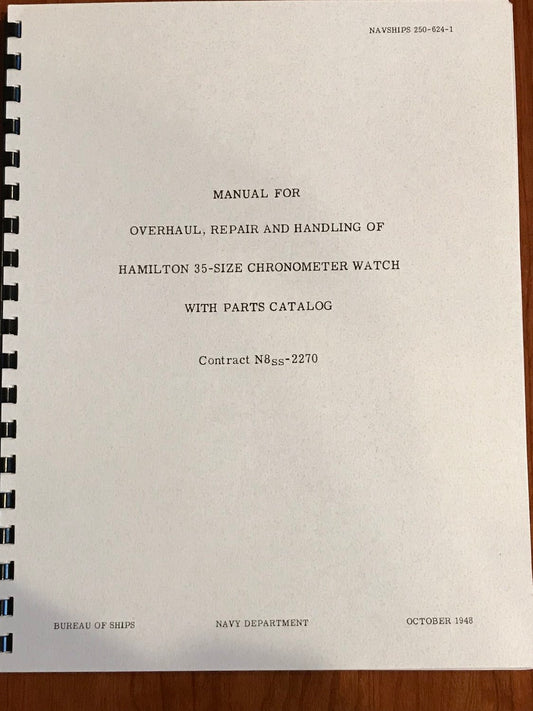 NAVSHIPS 250-624-1
MANUAL FOR
OVERHAUL, REPAIR AND HANDLING OF
HAMILTON 35-SIZE CHRONOMETER WATCH
WITH PARTS CATALOG
Contract N8ss-2270
BUREAU OF SHIPS NAVY DEPARTMENT OCTOBER 1948